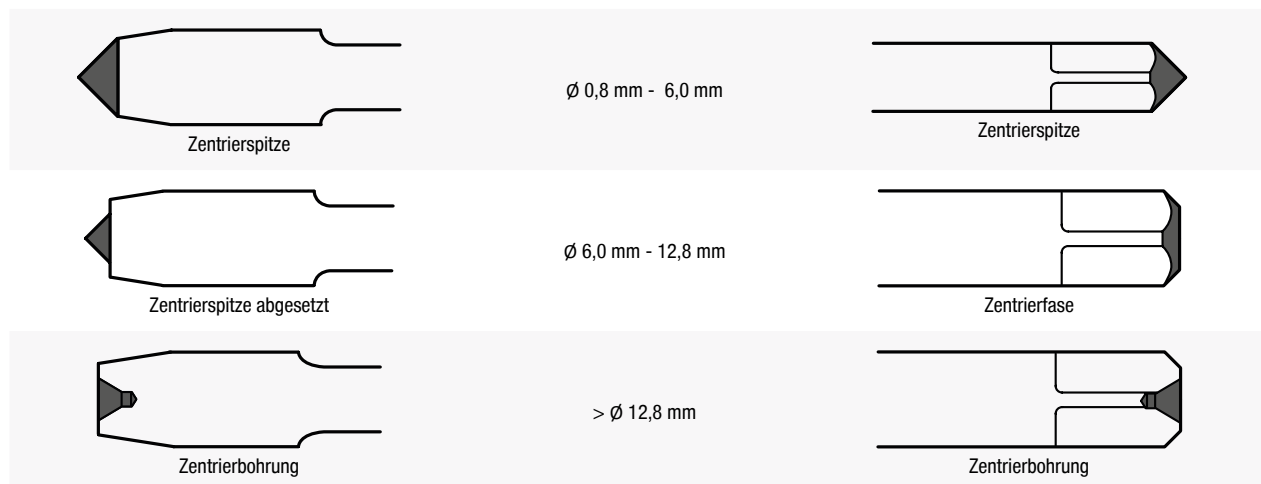 Ø 0,8 mm - 6,0 mm
Zentrierspitze
Zentrierspitze
Ø 6,0 mm - 12,8 mm
Zentrierspitze abgesetzt
Zentrierfase
> Ø 12,8 mm
Zentrierbohrung
Zentrierbohrung